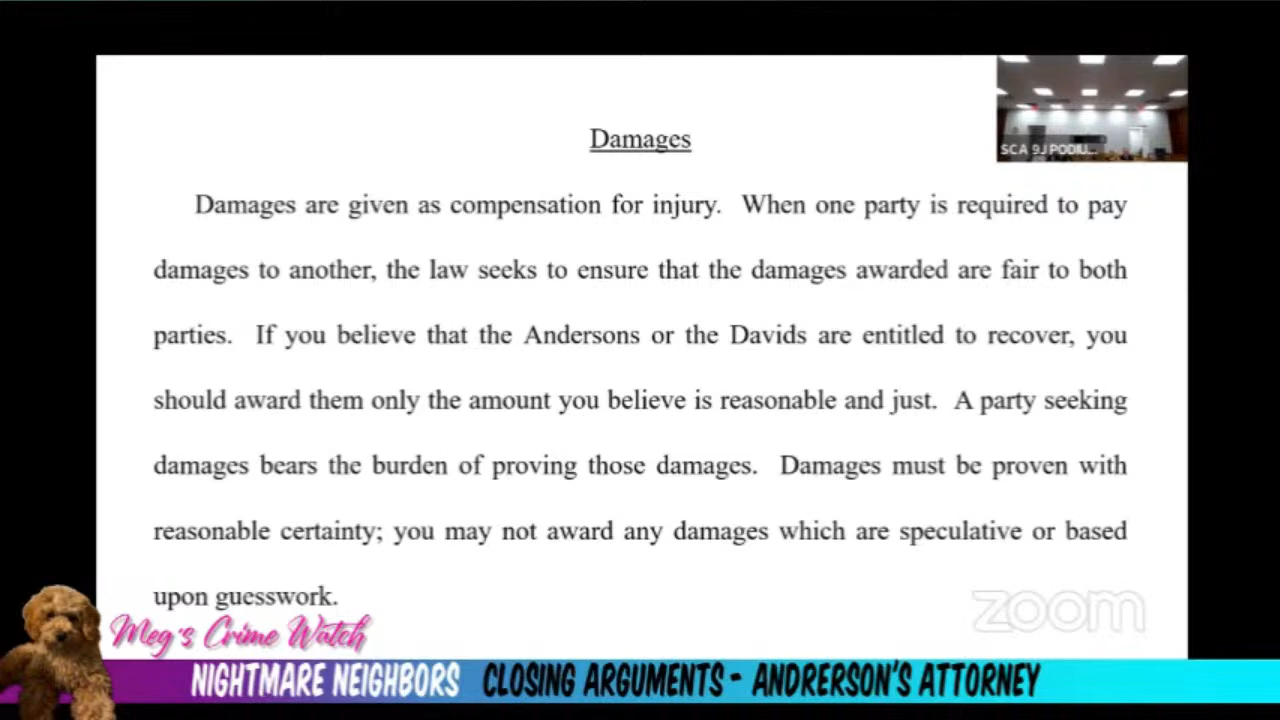 Damages
SCA 9J PODIU...
Damages are given as compensation for injury. When one party is required to pay
damages to another, the law seeks to ensure that the damages awarded are fair to both
parties. If you believe that the Andersons or the Davids are entitled to recover, you
should award them only the amount you believe is reasonable and just. A party seeking
damages bears the burden of proving those damages. Damages must be proven with
reasonable certainty; you may not award any damages which are speculative or based
upon guesswork.
zoom
Meg's Crime Watch
NIGHTMARE NEIGHBORS CLOSING ARGUMENTS - ANDRERSON'S ATTORNEY